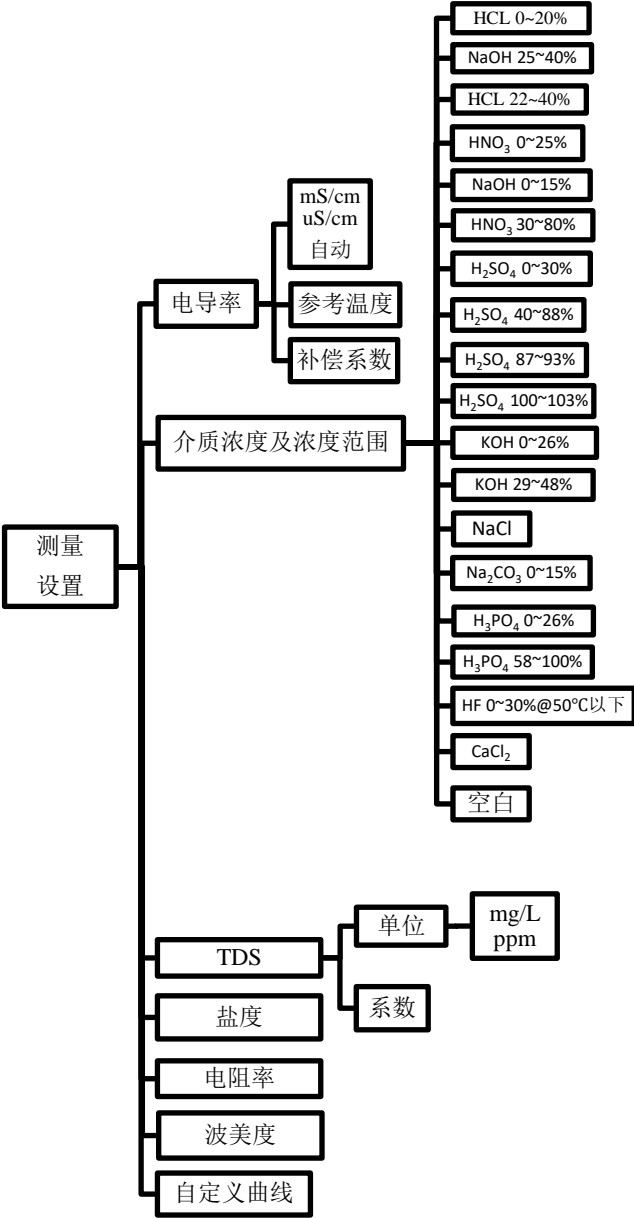 测量
设置
电导率
mS/cm
uS/cm
自动
参考温度
补偿系数
介质浓度及浓度范围
HCL 0~20%
NaOH 25~40%
HCL 22~40%
HNO₃ 0~25%
NaOH 0~15%
HNO₃ 30~80%
H₂SO₄ 0~30%
H₂SO₄ 40~88%
H₂SO₄ 87~93%
H₂SO₄ 100~103%
KOH 0~26%
KOH 29~48%
NaCl
Na₂CO₃ 0~15%
H₃PO₄ 0~26%
H₃PO₄ 58~100%
HF 0~30%@50℃以下
CaCl₂
空白
TDS
单位
mg/L
ppm
系数
盐度
电阻率
波美度
自定义曲线